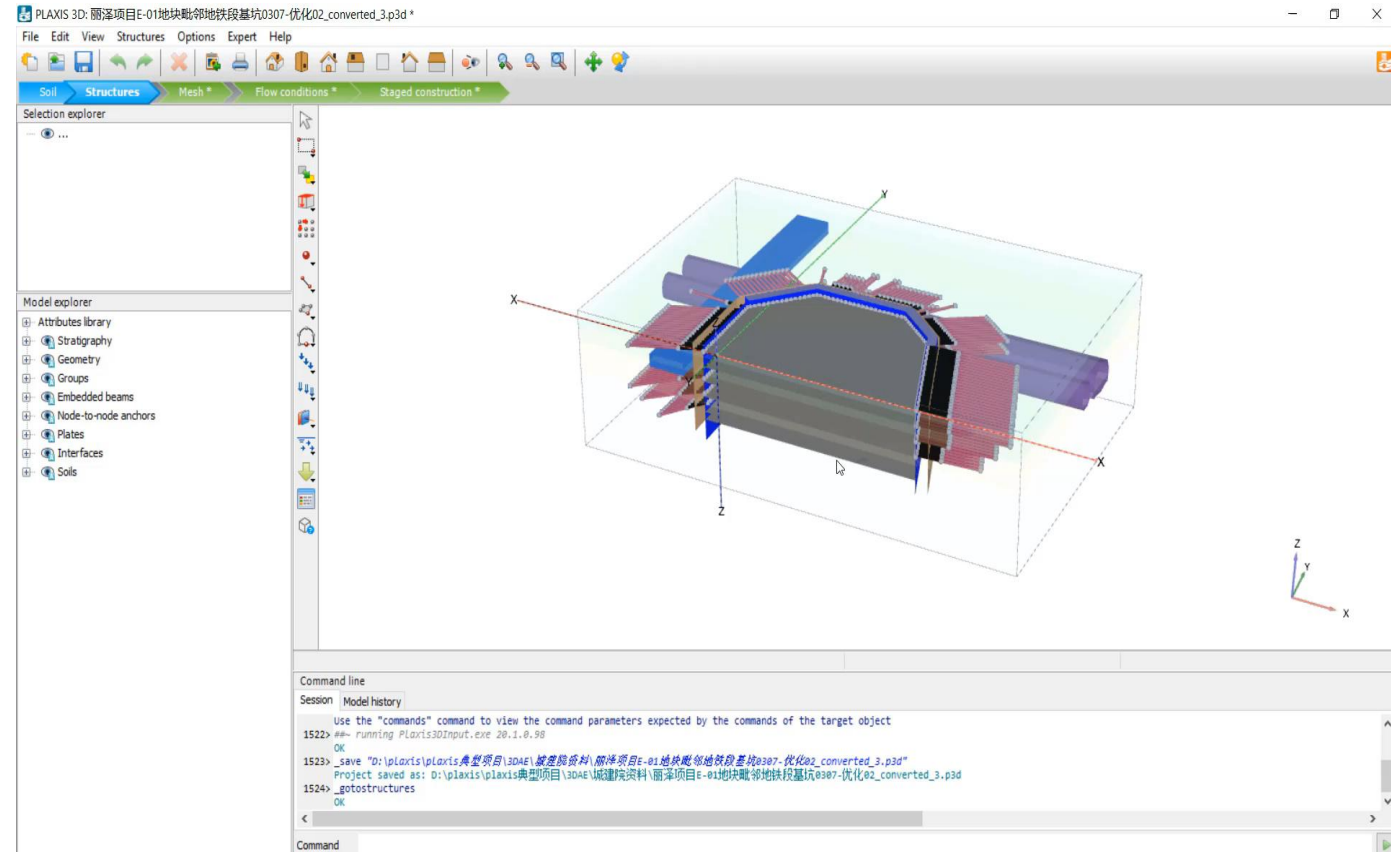 PLAXIS 3D: 丽泽项目E-01地块毗邻地铁段基坑0307-优化02_converted_3.p3d *
File Edit View Structures Options Expert Help
Soil Structures Mesh * Flow conditions * Staged construction *
Selection explorer
...
Model explorer
Attributes library
Stratigraphy
Geometry
Groups
Embedded beams
Node-to-node anchors
Plates
Interfaces
Soils
Y
X
X
Z
Z
Y
X
Command line
Session Model history
Use the "commands" command to view the command parameters expected by the commands of the target object
1522> ##~ running Plaxis3DInput.exe 20.1.0.98
OK
1523> _save "D:\plaxis\plaxis典型项目\3DAE\城建院资料\丽泽项目E-01地块毗邻地铁段基坑0307-优化02_converted_3.p3d"
Project saved as: D:\plaxis\plaxis典型项目\3DAE\城建院资料\丽泽项目E-01地块毗邻地铁段基坑0307-优化02_converted_3.p3d
1524> _gotostructures
OK
Command